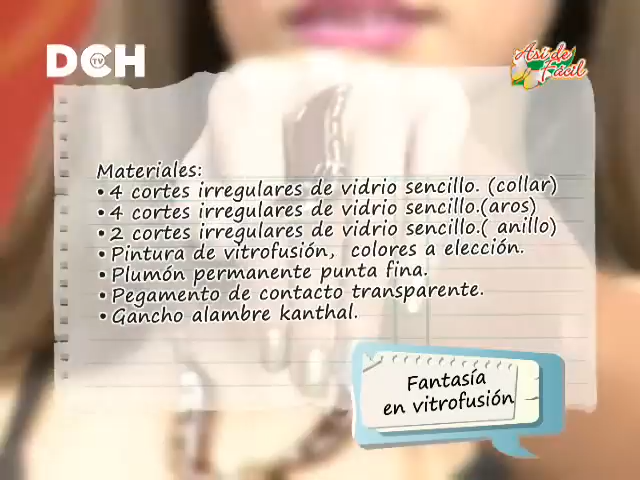 DCH
TV
Así de
Fácil
Materiales:
• 4 cortes irregulares de vidrio sencillo. (collar)
• 4 cortes irregulares de vidrio sencillo.(aros)
• 2 cortes irregulares de vidrio sencillo.( anillo)
• Pintura de vitrofusión, colores a elección.
• Plumón permanente punta fina.
• Pegamento de contacto transparente.
• Gancho alambre kanthal.
Fantasía
en vitrofusión